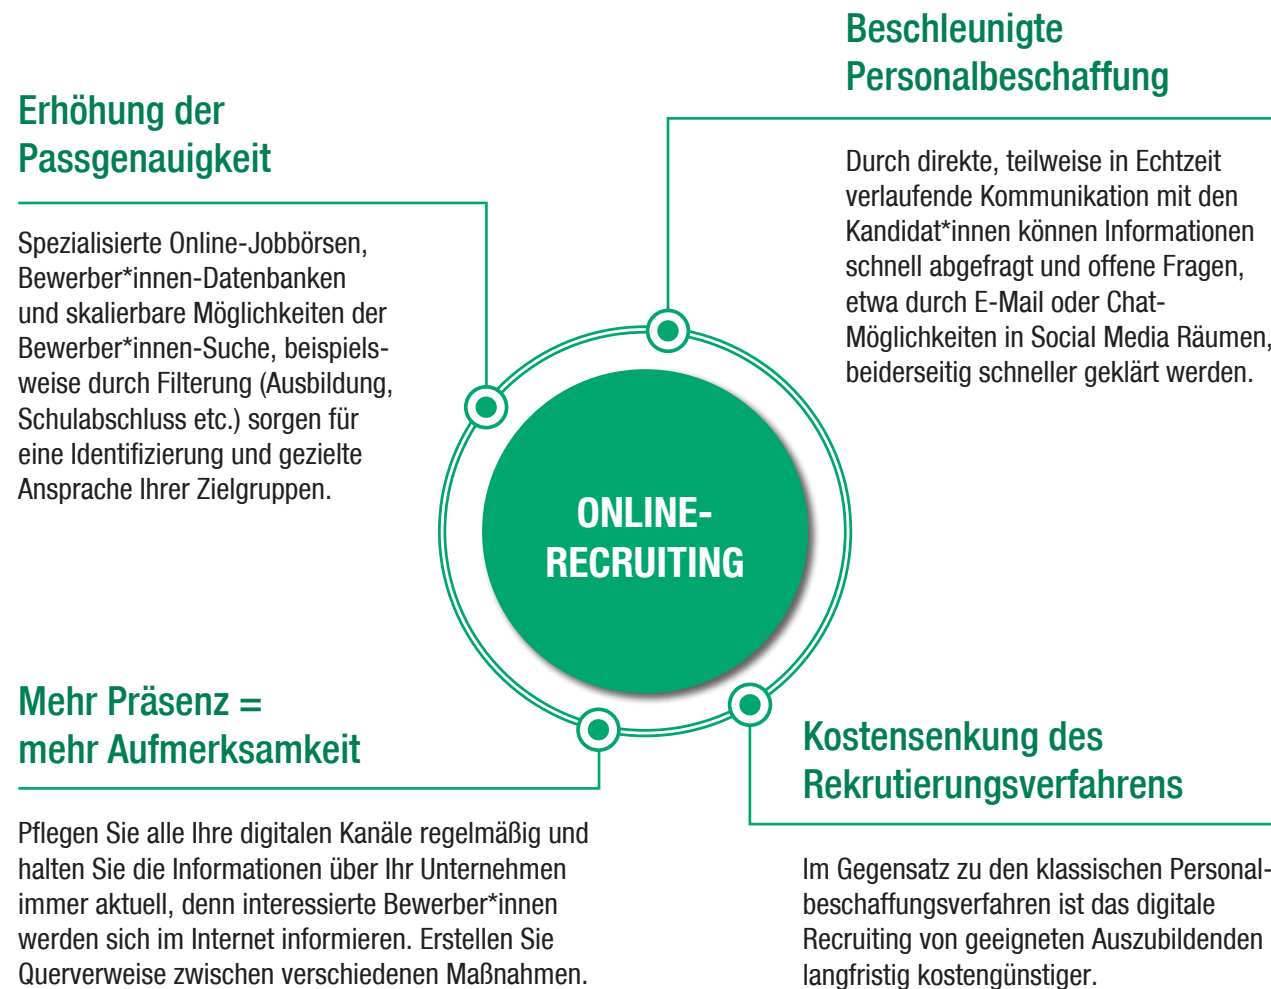 Erhöhung der
Passgenauigkeit
Spezialisierte Online-Jobbörsen,
Bewerber*innen-Datenbanken
und skalierbare Möglichkeiten der
Bewerber*innen-Suche, beispiels-
weise durch Filterung (Ausbildung,
Schulabschluss etc.) sorgen für
eine Identifizierung und gezielte
Ansprache Ihrer Zielgruppen.
Beschleunigte
Personalbeschaffung
Durch direkte, teilweise in Echtzeit
verlaufende Kommunikation mit den
Kandidat*innen können Informationen
schnell abgefragt und offene Fragen,
etwa durch E-Mail oder Chat-
Möglichkeiten in Social Media Räumen,
beiderseitig schneller geklärt werden.
ONLINE-
RECRUITING
Mehr Präsenz =
mehr Aufmerksamkeit
Pflegen Sie alle Ihre digitalen Kanäle regelmäßig und
halten Sie die Informationen über Ihr Unternehmen
immer aktuell, denn interessierte Bewerber*innen
werden sich im Internet informieren. Erstellen Sie
Querverweise zwischen verschiedenen Maßnahmen.
Kostensenkung des
Rekrutierungsverfahrens
Im Gegensatz zu den klassischen Personal-
beschaffungsverfahren ist das digitale
Recruiting von geeigneten Auszubildenden
langfristig kostengünstiger.